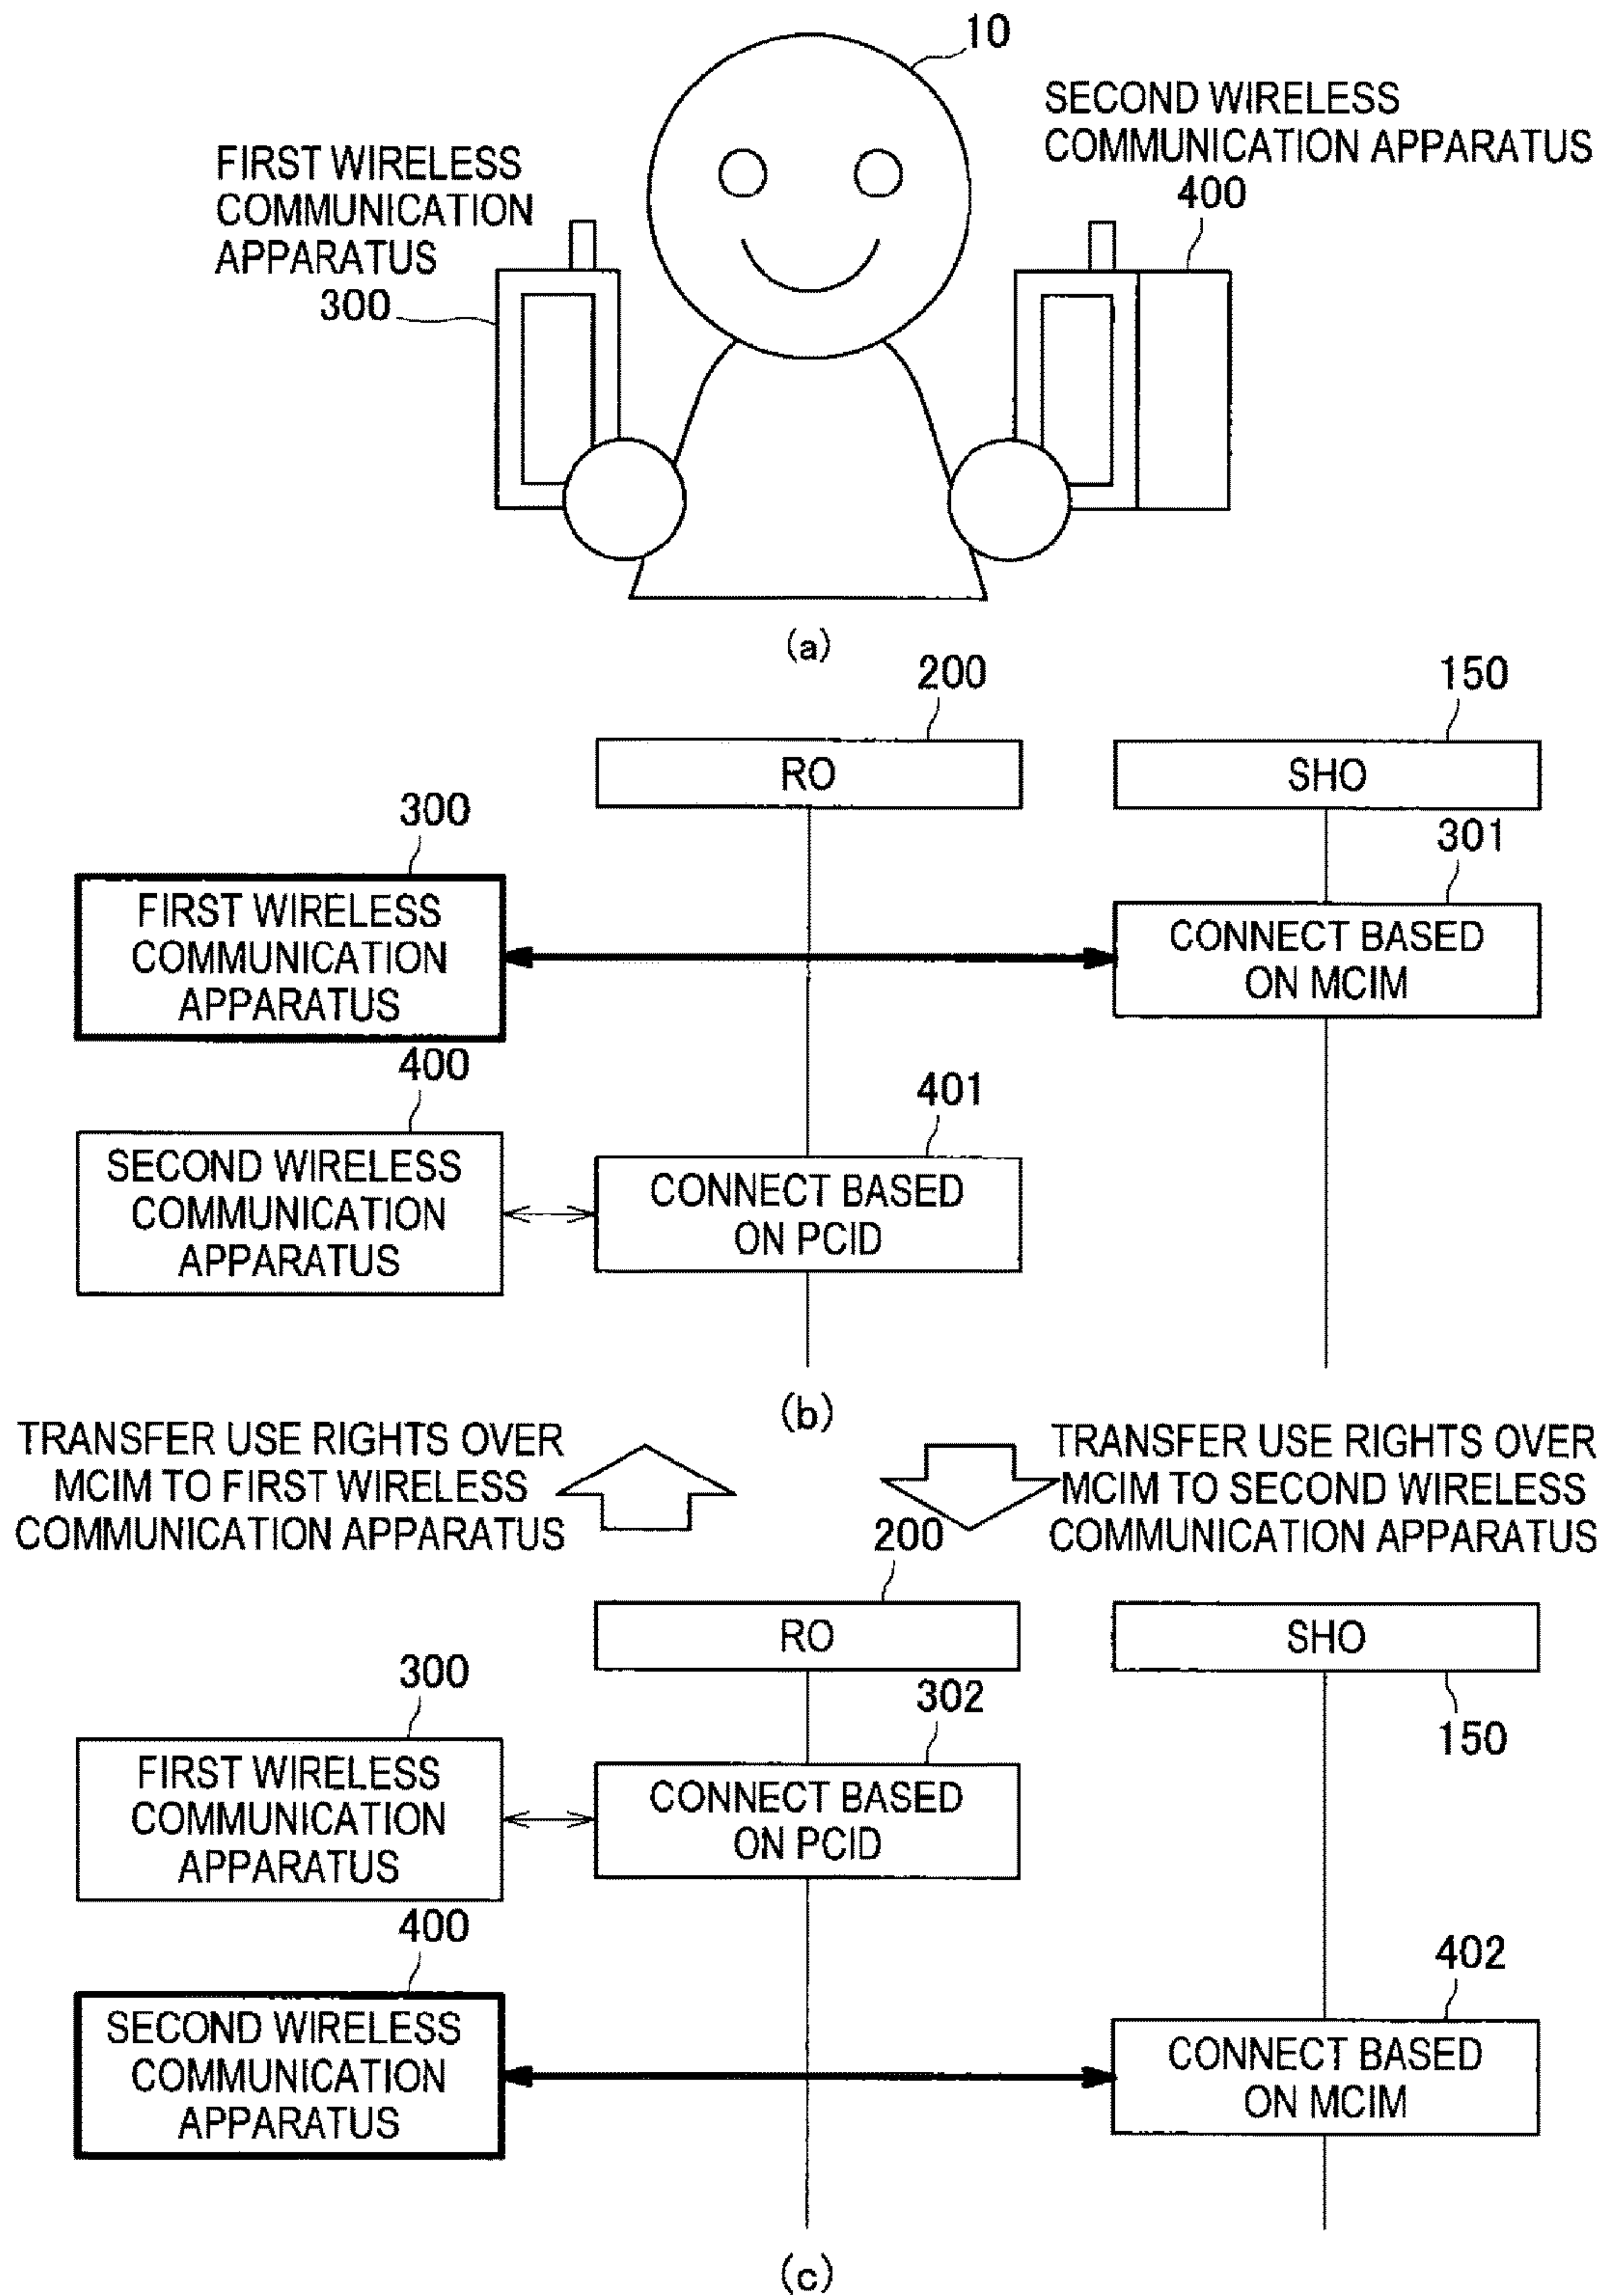 10
SECOND WIRELESS
COMMUNICATION APPARATUS
400
FIRST WIRELESS
COMMUNICATION
APPARATUS
300
(a)
200
150
RO
SHO
300
301
FIRST WIRELESS
COMMUNICATION
APPARATUS
CONNECT BASED
ON MCIM
400
401
SECOND WIRELESS
COMMUNICATION
APPARATUS
CONNECT BASED
ON PCID
(b)
TRANSFER USE RIGHTS OVER
MCIM TO FIRST WIRELESS
COMMUNICATION APPARATUS
TRANSFER USE RIGHTS OVER
MCIM TO SECOND WIRELESS
COMMUNICATION APPARATUS
200
RO
SHO
150
300
302
FIRST WIRELESS
COMMUNICATION
APPARATUS
CONNECT BASED
ON PCID
400
402
SECOND WIRELESS
COMMUNICATION
APPARATUS
CONNECT BASED
ON MCIM
(c)